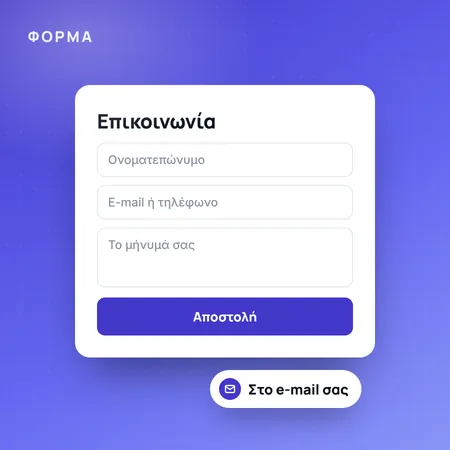 ΦΟΡΜΑ
Επικοινωνία
Ονοματεπώνυμο
E-mail ή τηλέφωνο
Το μήνυμά σας
Αποστολή
Στο e-mail σας